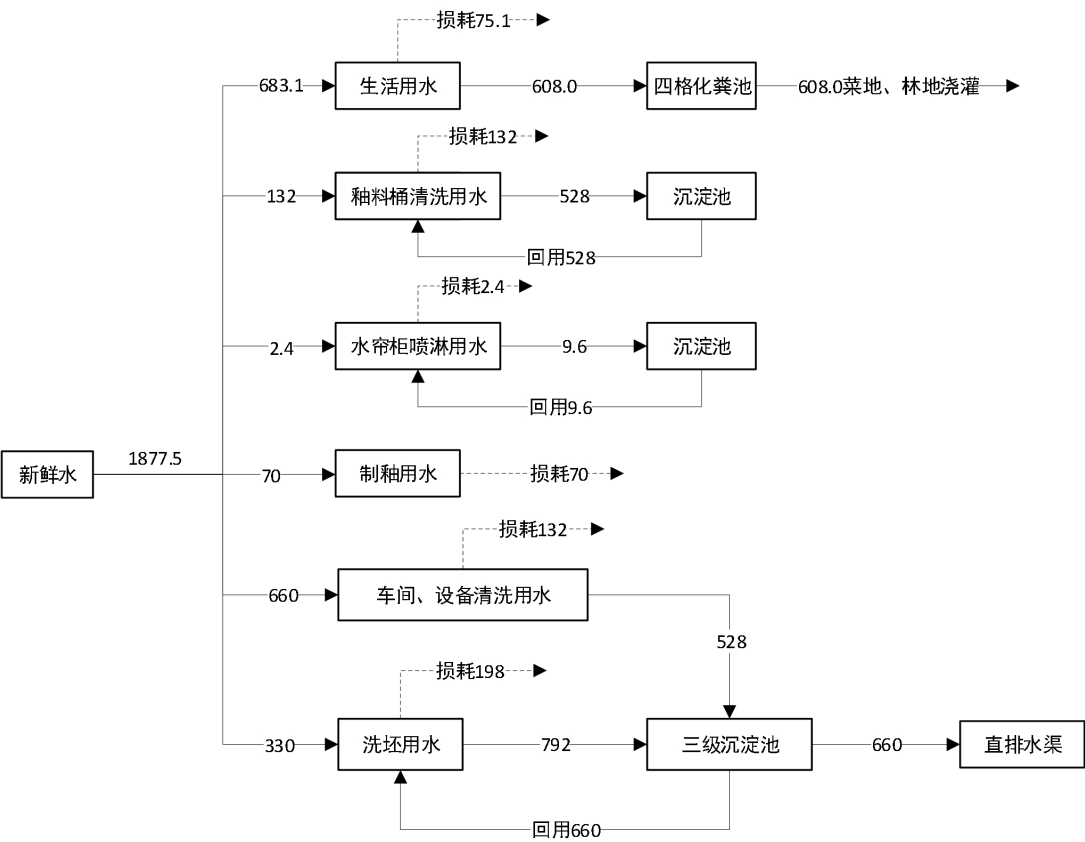 损耗75.1
683.1
生活用水
608.0
四格化粪池
608.0菜地、林地浇灌
损耗132
132
釉料桶清洗用水
528
沉淀池
回用528
损耗2.4
2.4
水帘柜喷淋用水
9.6
沉淀池
回用9.6
新鲜水
1877.5
70
制釉用水
损耗70
损耗132
660
车间、设备清洗用水
528
损耗198
330
洗坯用水
792
三级沉淀池
660
直排水渠
回用660